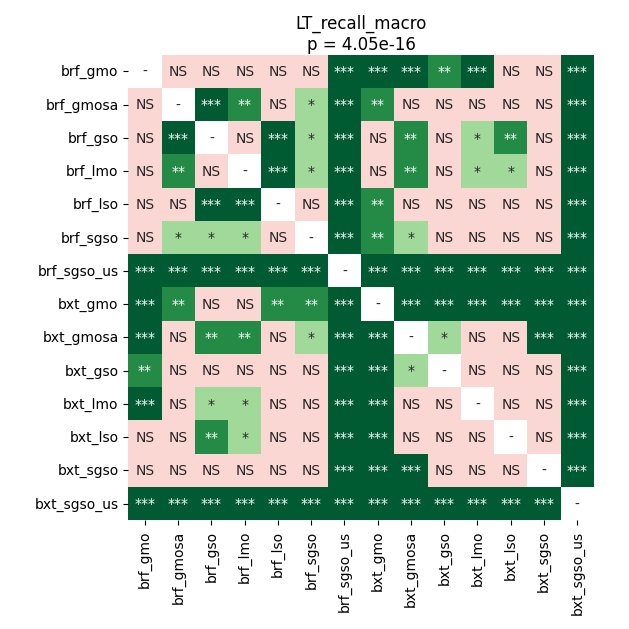 LT_recall_macro
p = 4.05e-16
brf_gmo - NS NS NS NS NS *** *** *** ** *** NS NS ***
brf_gmosa NS - *** ** NS * *** ** NS NS NS NS NS ***
brf_gso NS *** - NS *** * *** NS ** NS * ** NS ***
brf_lmo NS ** NS - *** * *** NS ** NS * * NS ***
brf_lso NS NS *** *** - NS *** ** NS NS NS NS NS ***
brf_sgso NS * * * NS - *** ** * NS NS NS NS ***
brf_sgso_us *** *** *** *** *** *** - *** *** *** *** *** *** ***
bxt_gmo *** ** NS NS ** ** *** - *** *** *** *** *** ***
bxt_gmosa *** NS ** ** NS * *** *** - * NS NS *** ***
bxt_gso ** NS NS NS NS NS *** *** * - NS NS NS ***
bxt_lmo *** NS * * NS NS *** *** NS NS - NS NS ***
bxt_lso NS NS ** * NS NS *** *** NS NS NS - NS ***
bxt_sgso NS NS NS NS NS NS *** *** *** NS NS NS - ***
bxt_sgso_us *** *** *** *** *** *** *** *** *** *** *** *** *** -
brf_gmo
brf_gmosa
brf_gso
brf_lmo
brf_lso
brf_sgso
brf_sgso_us
bxt_gmo
bxt_gmosa
bxt_gso
bxt_lmo
bxt_lso
bxt_sgso
bxt_sgso_us